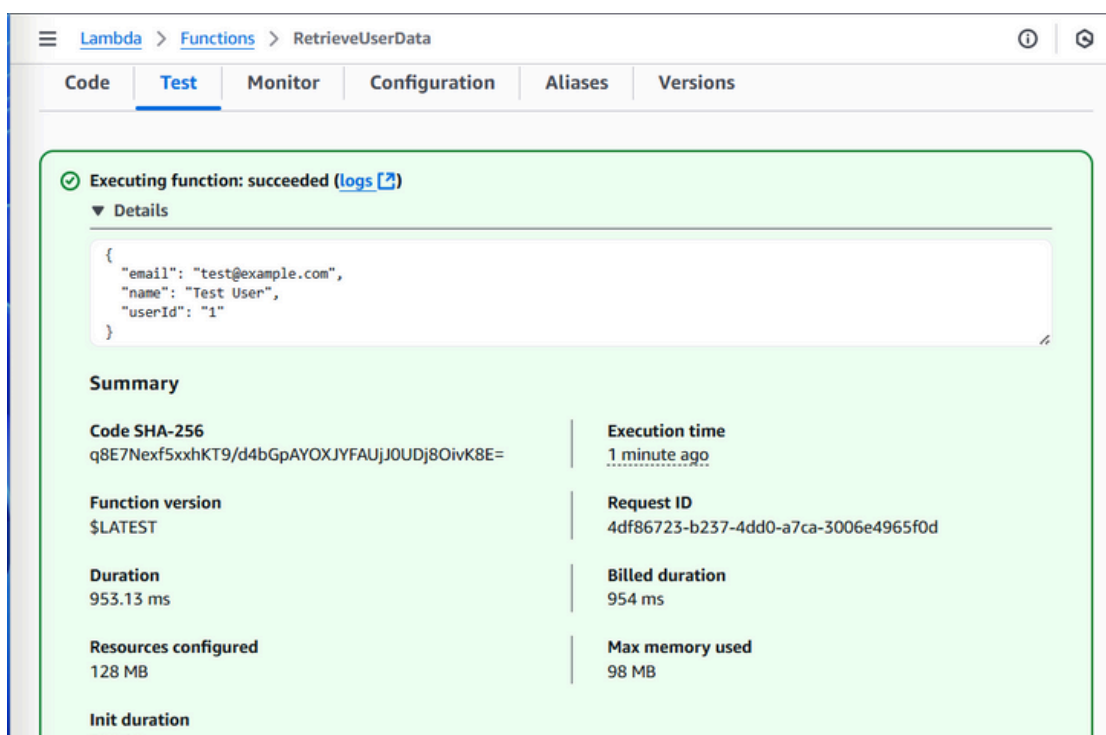 Lambda > Functions > RetrieveUserData
Code Test Monitor Configuration Aliases Versions
Executing function: succeeded (logs)
▼ Details
{
"email": "test@example.com",
"name": "Test User",
"userId": "1"
}
Summary
Code SHA-256
q8E7Nexf5xxhKT9/d4bGpAYOXJYFAUjJ0UDj8OivK8E=
Execution time
1 minute ago
Function version
$LATEST
Request ID
4df86723-b237-4dd0-a7ca-3006e4965f0d
Duration
953.13 ms
Billed duration
954 ms
Resources configured
128 MB
Max memory used
98 MB
Init duration